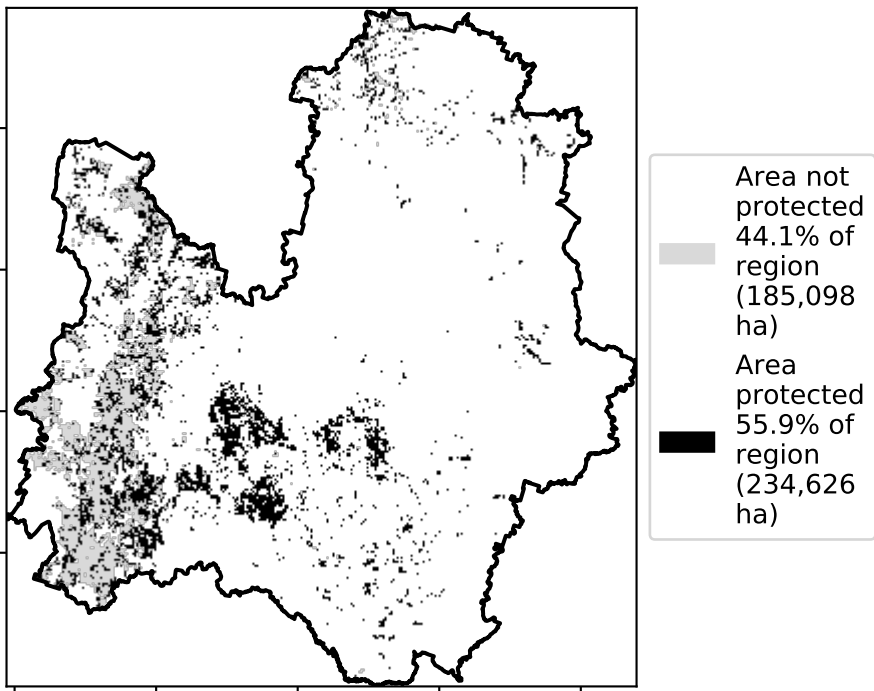 Area not
protected
44.1% of
region
(185,098
ha)
Area
protected
55.9% of
region
(234,626
ha)